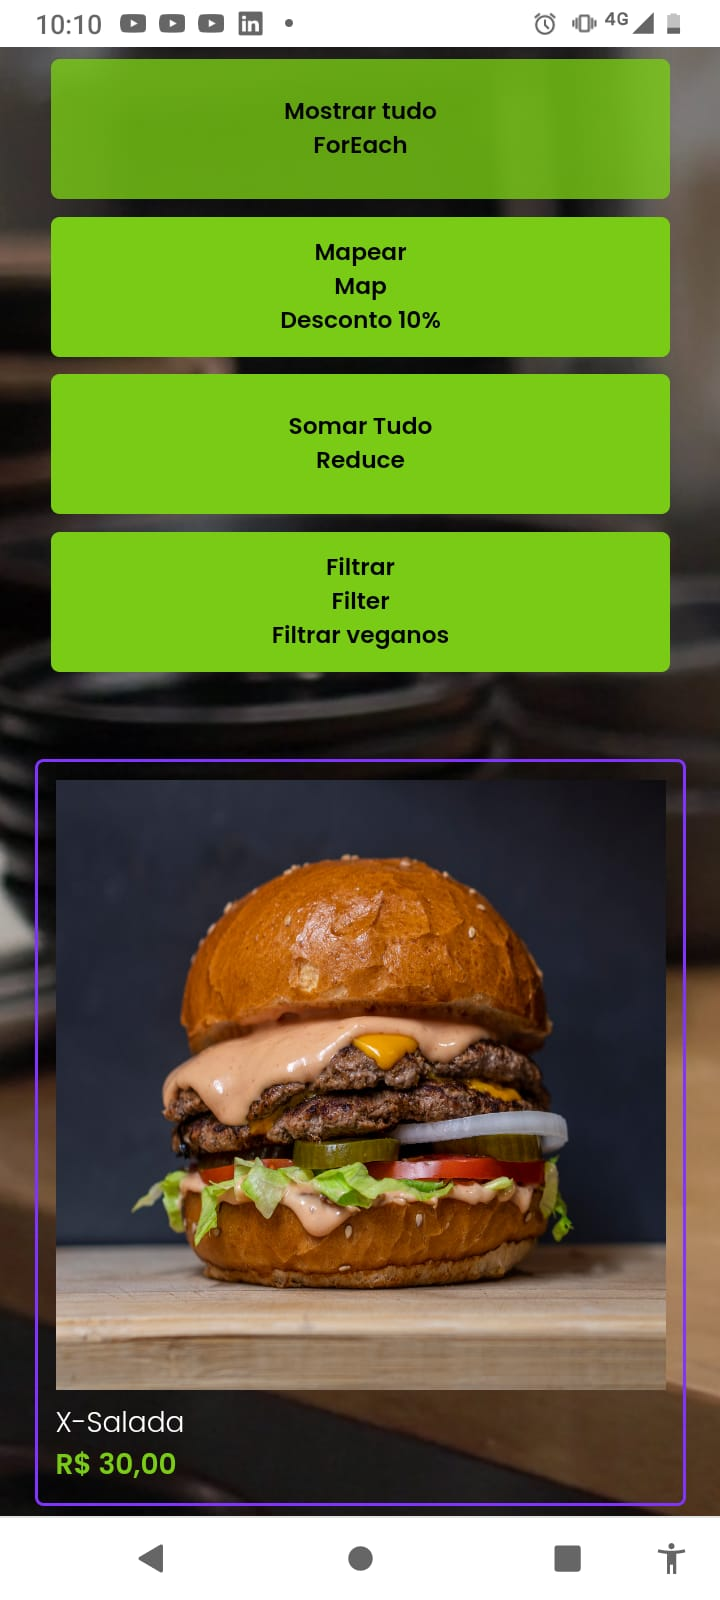 10:10
in
4G
Mostrar tudo
ForEach
Mapear
Map
Desconto 10%
Somar Tudo
Reduce
Filtrar
Filter
Filtrar veganos
X-Salada
R$ 30,00